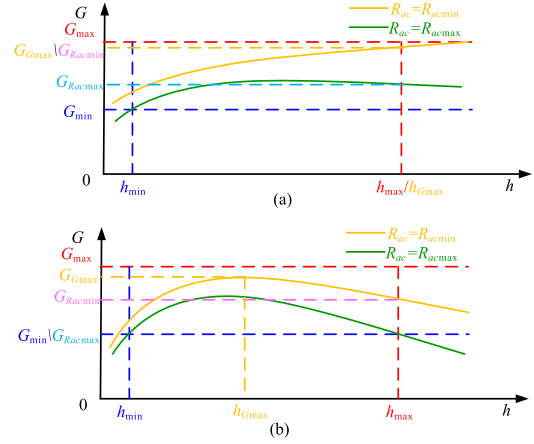 G
R_ac=R_acmin
G_max
R_ac=R_acmax
G_Gmax\G_Racmin
G_Racmax
G_min
0
h_min
h_max/h_Gmax
h
(a)
G
R_ac=R_acmin
G_max
R_ac=R_acmax
G_Gmax
G_Racmin
G_min\G_Racmax
0
h_min
h_Gmax
h_max
h
(b)